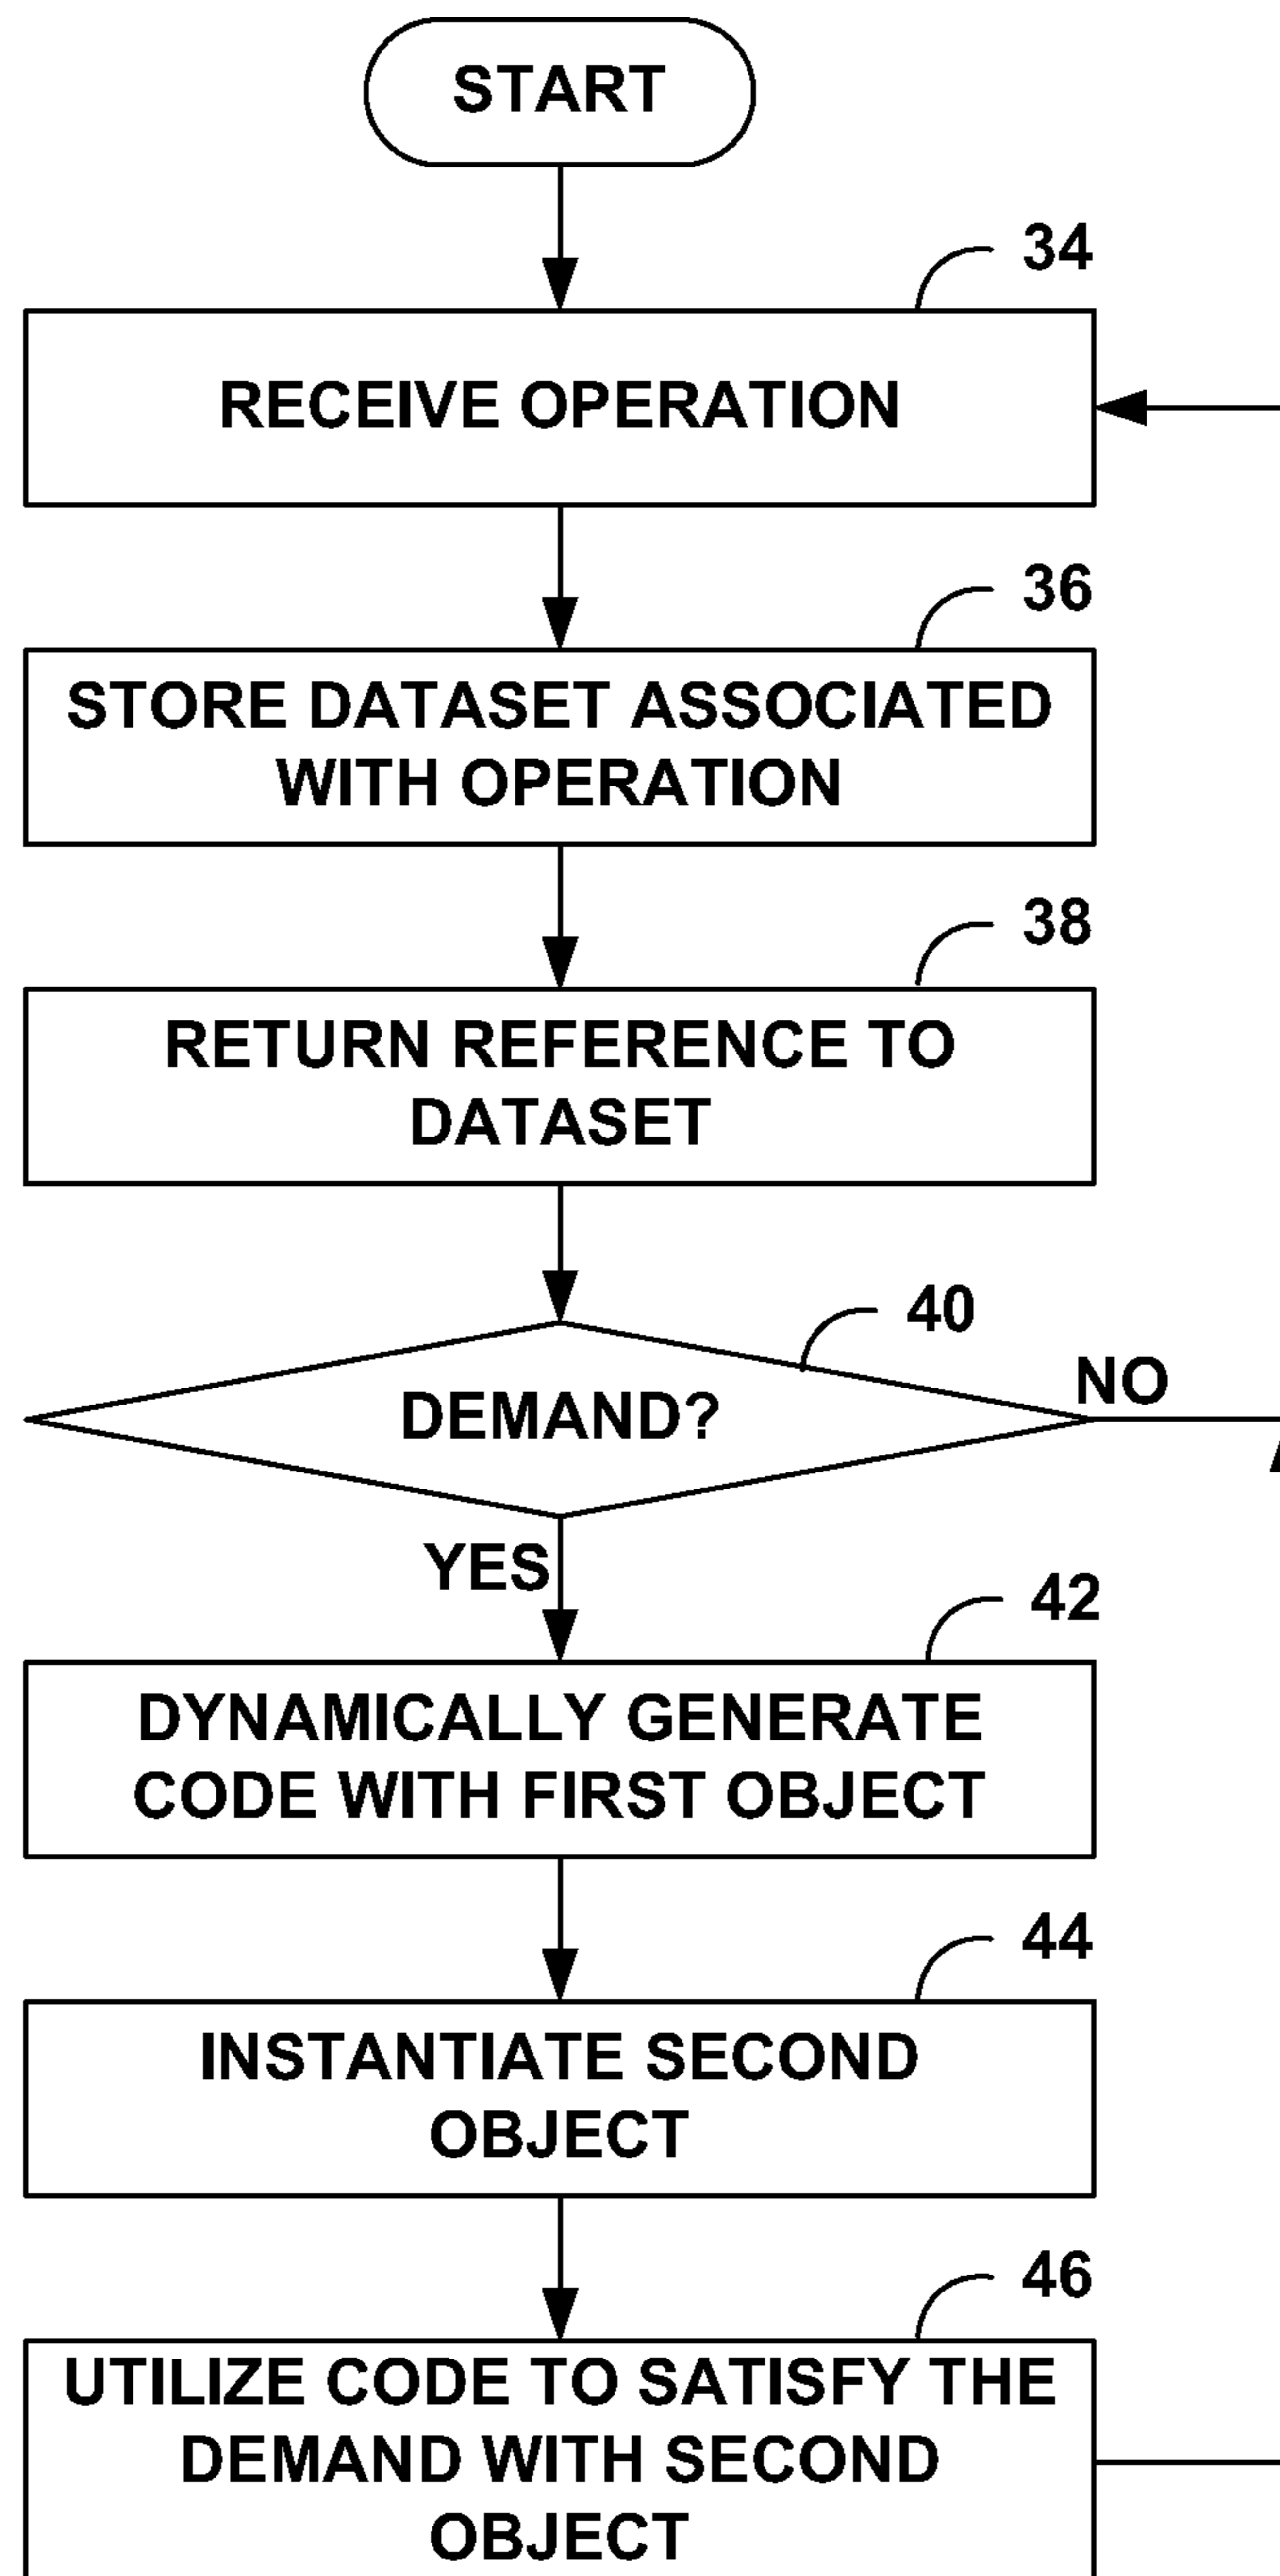 START
34
RECEIVE OPERATION
36
STORE DATASET ASSOCIATED
WITH OPERATION
38
RETURN REFERENCE TO
DATASET
40
DEMAND?
NO
YES
42
DYNAMICALLY GENERATE
CODE WITH FIRST OBJECT
44
INSTANTIATE SECOND
OBJECT
46
UTILIZE CODE TO SATISFY THE
DEMAND WITH SECOND
OBJECT